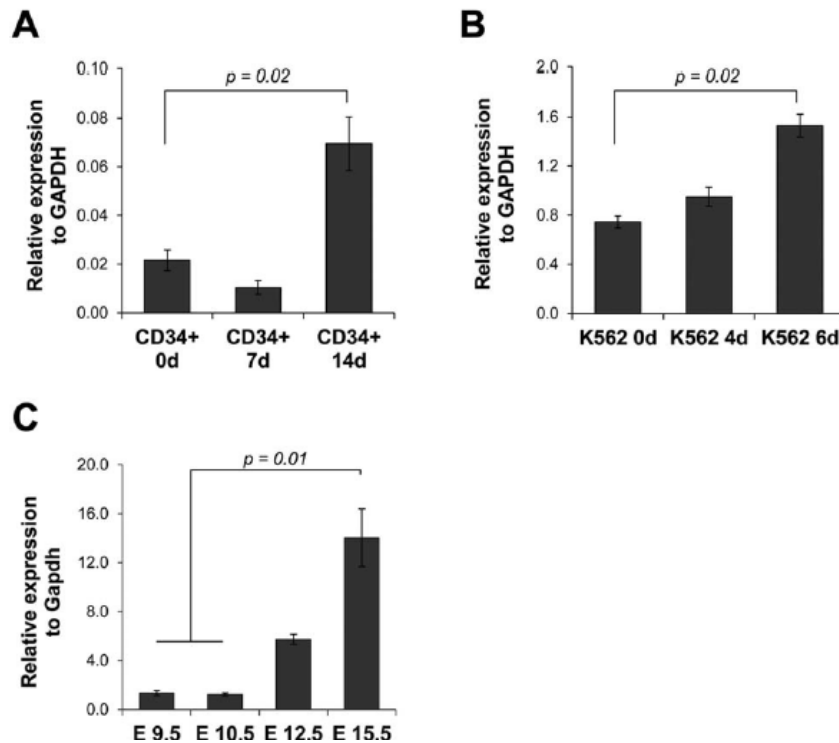 A
Relative expression
to GAPDH
0.10
0.08
0.06
0.04
0.02
0.00
p = 0.02
CD34+ CD34+ CD34+
0d 7d 14d
B
Relative expression
to GAPDH
2.0
1.6
1.2
0.8
0.4
0.0
p = 0.02
K562 0d K562 4d K562 6d
C
Relative expression
to Gapdh
20.0
16.0
12.0
8.0
4.0
0.0
p = 0.01
E 9.5 E 10.5 E 12.5 E 15.5